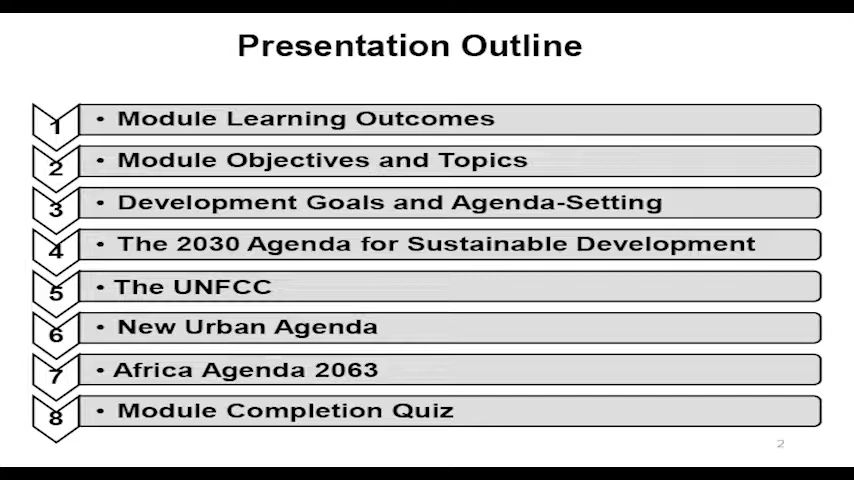 Presentation Outline
1 • Module Learning Outcomes
2 • Module Objectives and Topics
3 • Development Goals and Agenda-Setting
4 • The 2030 Agenda for Sustainable Development
5 • The UNFCC
6 • New Urban Agenda
7 • Africa Agenda 2063
8 • Module Completion Quiz
2